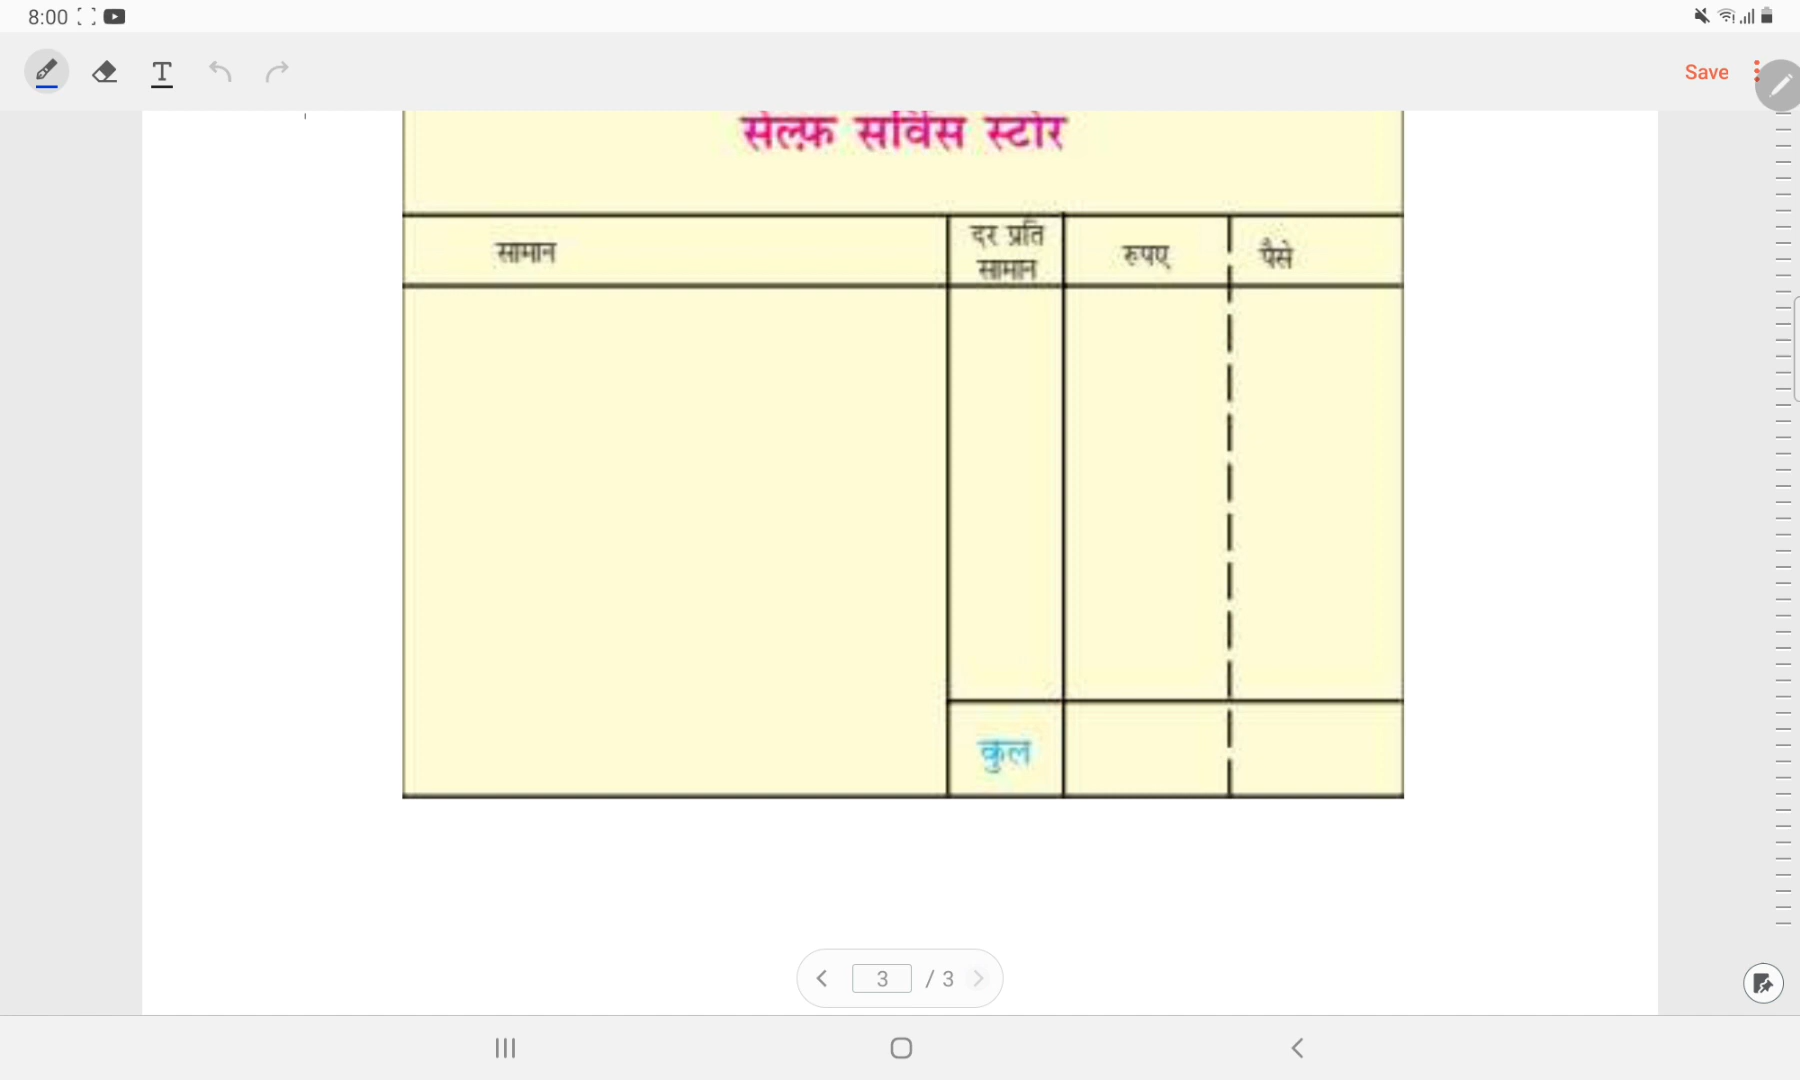 8:00
Save
सेल्फ़ सर्विस स्टोर
सामान
दर प्रति
सामान
रुपए
पैसे
कुल
3 / 3